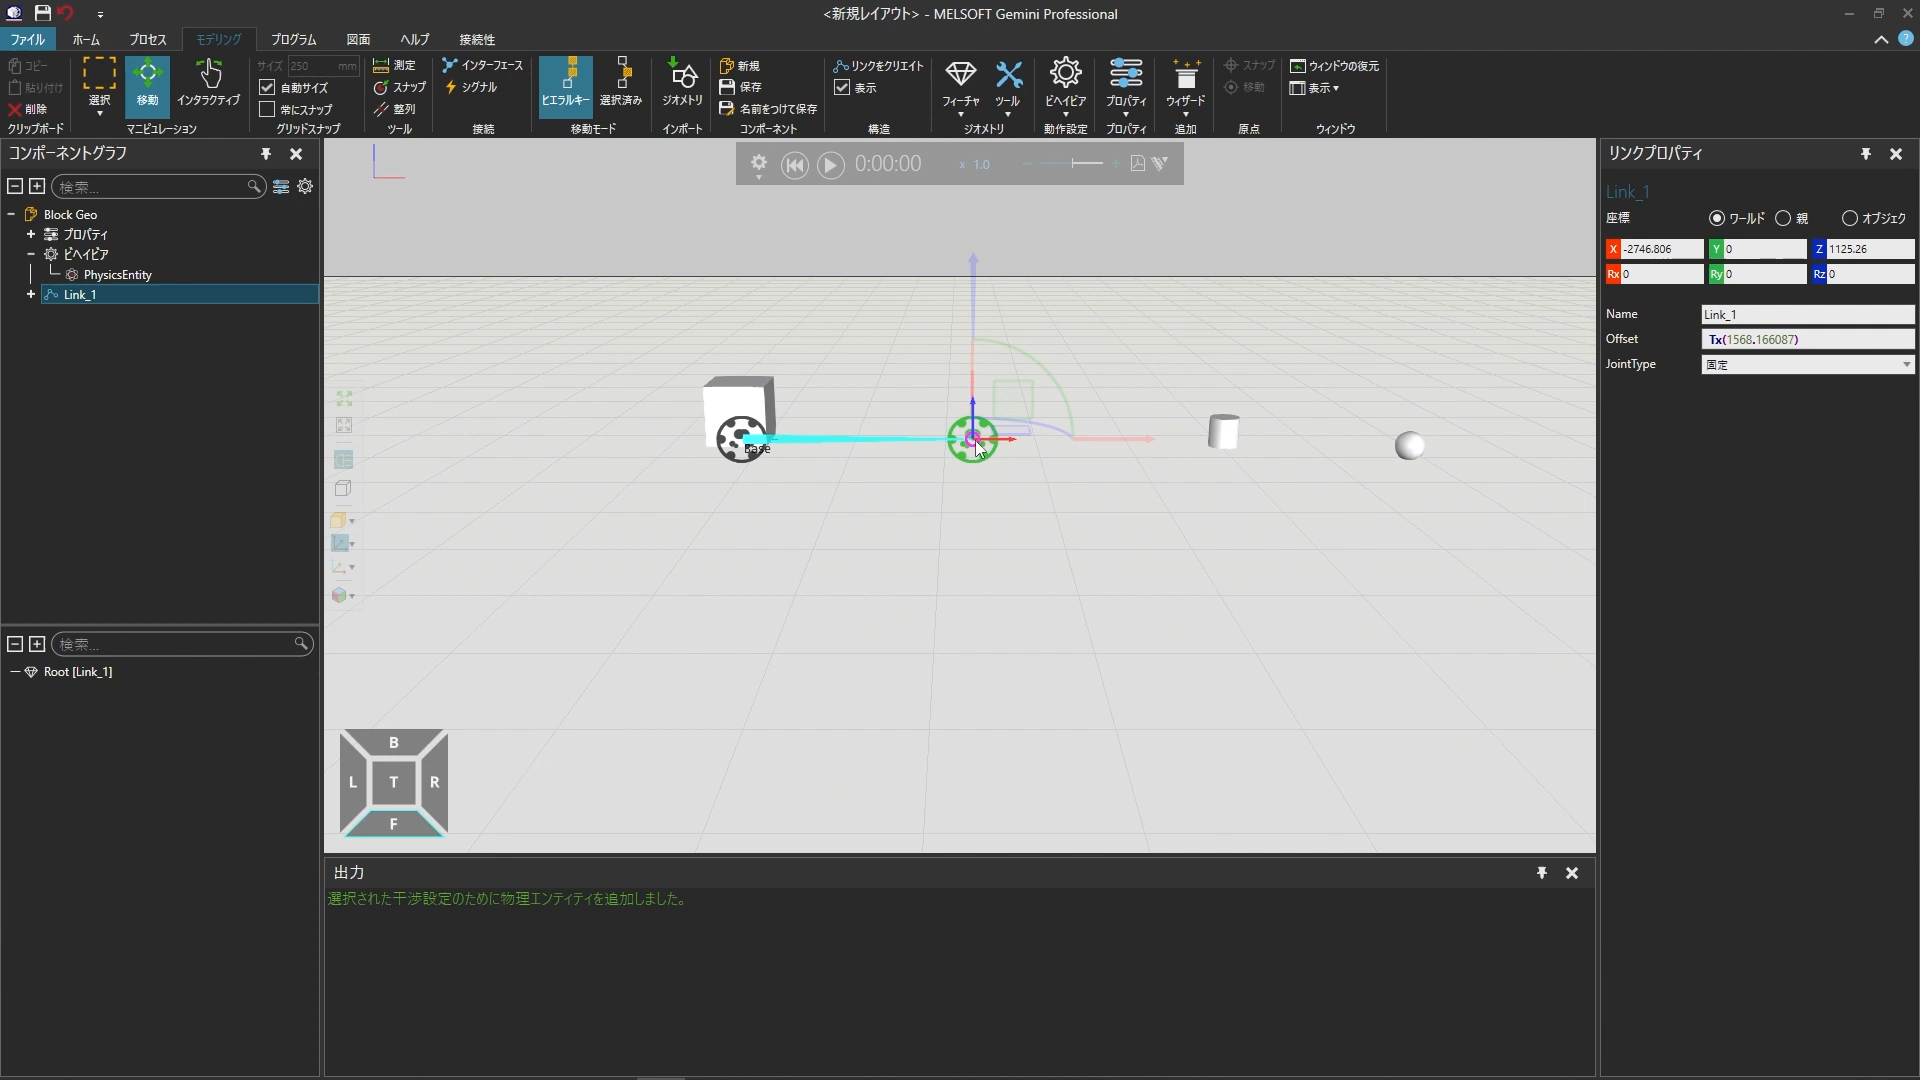 <新規レイアウト> - MELSOFT Gemini Professional
ファイル ホーム プロセス モデリング プログラム 図面 ヘルプ 接続性
コピー
貼り付け
削除
クリップボード
選択
移動
インタラクティブ
マニピュレーション
サイズ 250 mm
自動サイズ
常にスナップ
グリッドスナップ
測定
スナップ
整列
ツール
インターフェース
シグナル
接続
ヒエラルキー
選択済み
移動モード
ジオメトリ
インポート
新規
保存
名前をつけて保存
コンポーネント
リンクをクリエイト
表示
構造
フィーチャ
ツール
ジオメトリ
ビヘイビア
動作設定
プロパティ
プロパティ
ウィザード
追加
スナップ
移動
原点
ウィンドウの復元
表示
ウィンドウ
コンポーネントグラフ
検索...
Block Geo
プロパティ
ビヘイビア
PhysicsEntity
Link_1
検索...
Root [Link_1]
0:00:00 x 1.0
Base
B
L T R
F
出力
選択された干渉設定のために物理エンティティを追加しました。
リンクプロパティ
Link_1
座標 ワールド 親 オブジェク
X -2746.806 Y 0 Z 1125.26
Rx 0 Ry 0 Rz 0
Name Link_1
Offset Tx(1568.166087)
JointType 固定